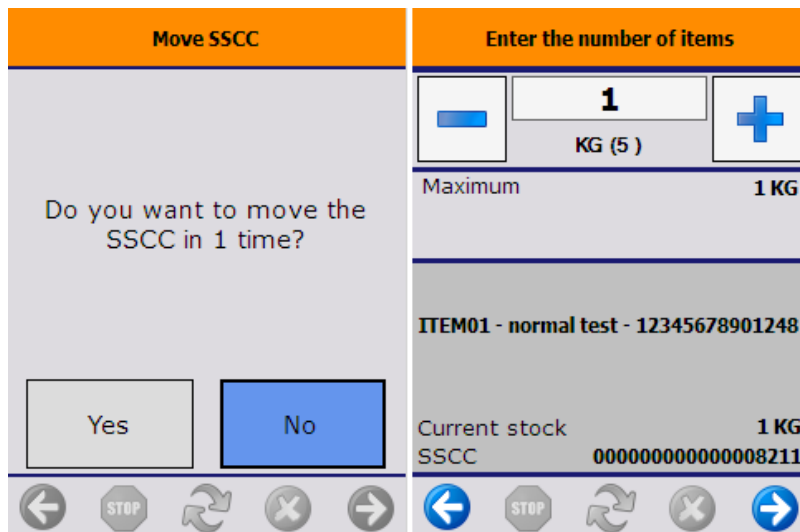 Move SSCC
Do you want to move the
SSCC in 1 time?
Yes
No
STOP
Enter the number of items
1
KG (5 )
Maximum 1 KG
ITEM01 - normal test - 12345678901248
Current stock 1 KG
SSCC 000000000000008211
STOP